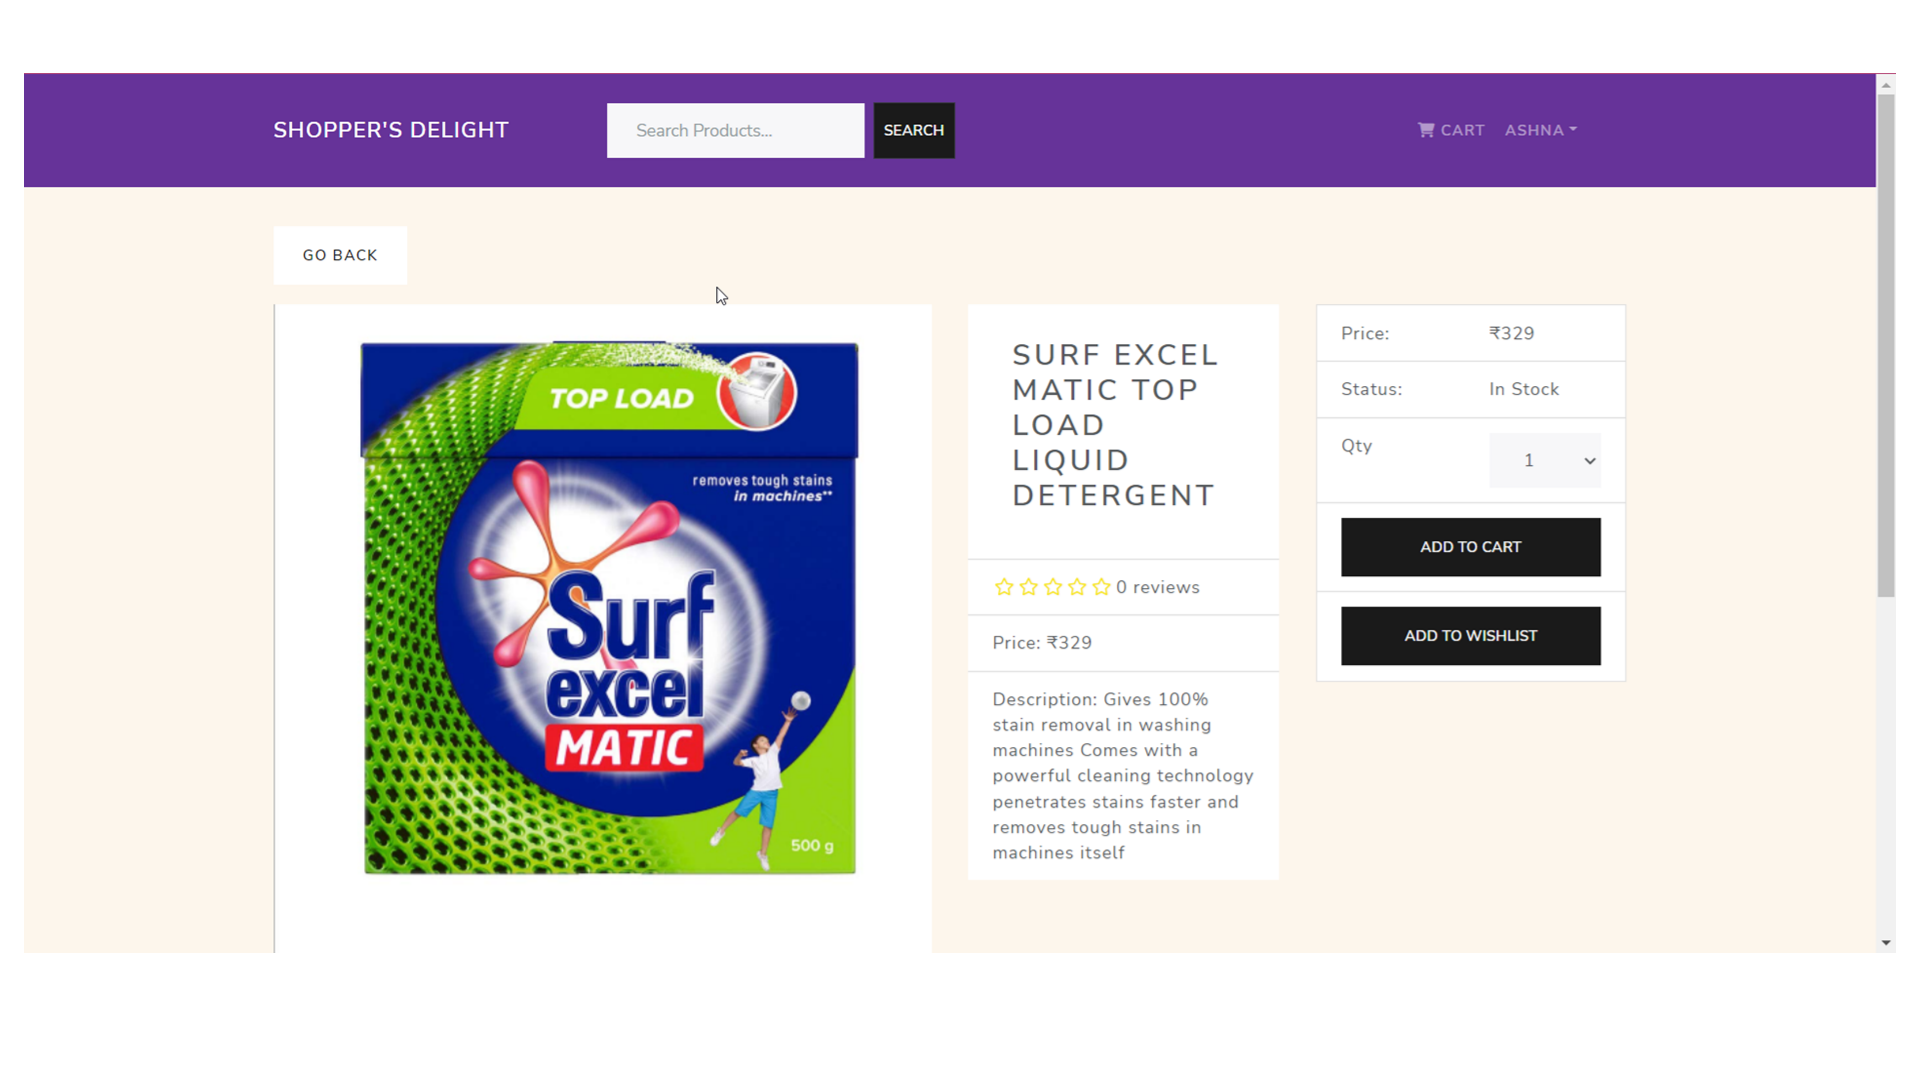 SHOPPER'S DELIGHT
Search Products...
SEARCH
CART
ASHNA
GO BACK
TOP LOAD
removes tough stains
in machines**
Surf
excel
MATIC
500 g
SURF EXCEL
MATIC TOP
LOAD
LIQUID
DETERGENT
0 reviews
Price: ₹329
Description: Gives 100%
stain removal in washing
machines Comes with a
powerful cleaning technology
penetrates stains faster and
removes tough stains in
machines itself
Price: ₹329
Status: In Stock
Qty 1
ADD TO CART
ADD TO WISHLIST